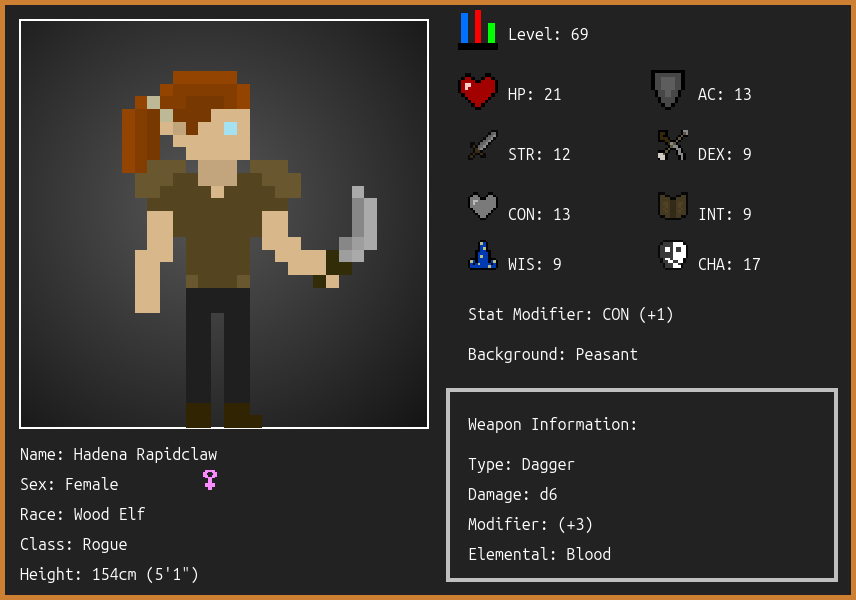 Level: 69
HP: 21
AC: 13
STR: 12
DEX: 9
CON: 13
INT: 9
WIS: 9
CHA: 17
Stat Modifier: CON (+1)
Background: Peasant
Weapon Information:
Type: Dagger
Damage: d6
Modifier: (+3)
Elemental: Blood
Name: Hadena Rapidclaw
Sex: Female
Race: Wood Elf
Class: Rogue
Height: 154cm (5'1")